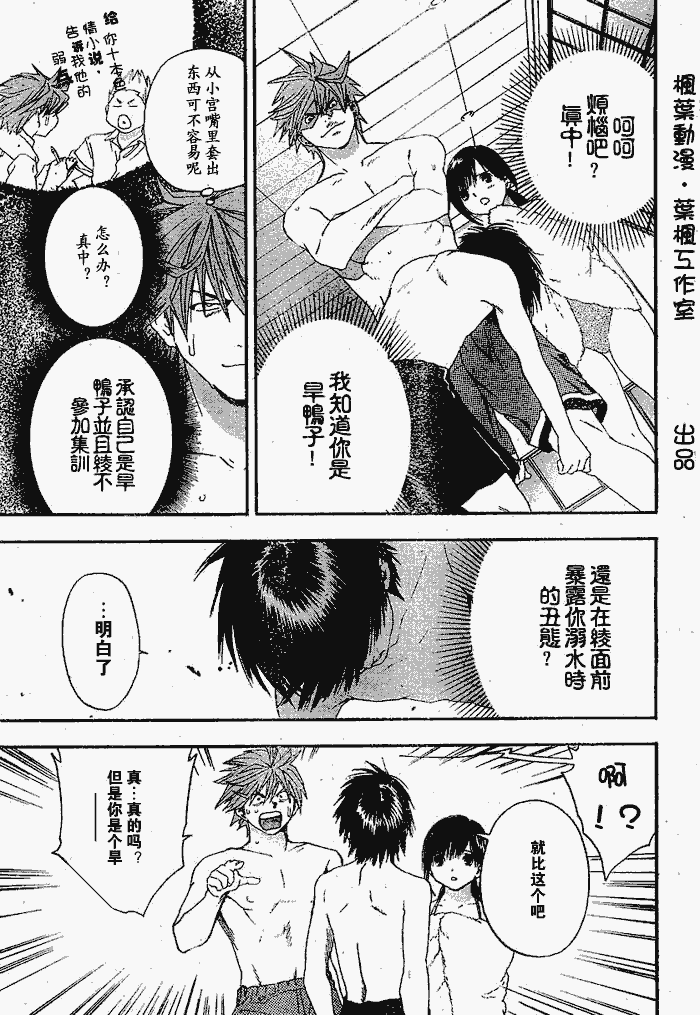 呵呵
煩惱吧?
真中!
我知道你是
旱鴨子!
从小宫嘴里套出
东西可不容易呢
给你十本色
情小说,
告诉我他的
弱点
怎么办?
真中?
承認自己是旱
鴨子並且綾不
參加集訓
還是在綾面前
暴露你溺水時
的丑態?
…明白了
啊
!?
就比这个吧
真…真的吗?
但是你是个旱
——
楓葉動漫·葉楓工作室 出品